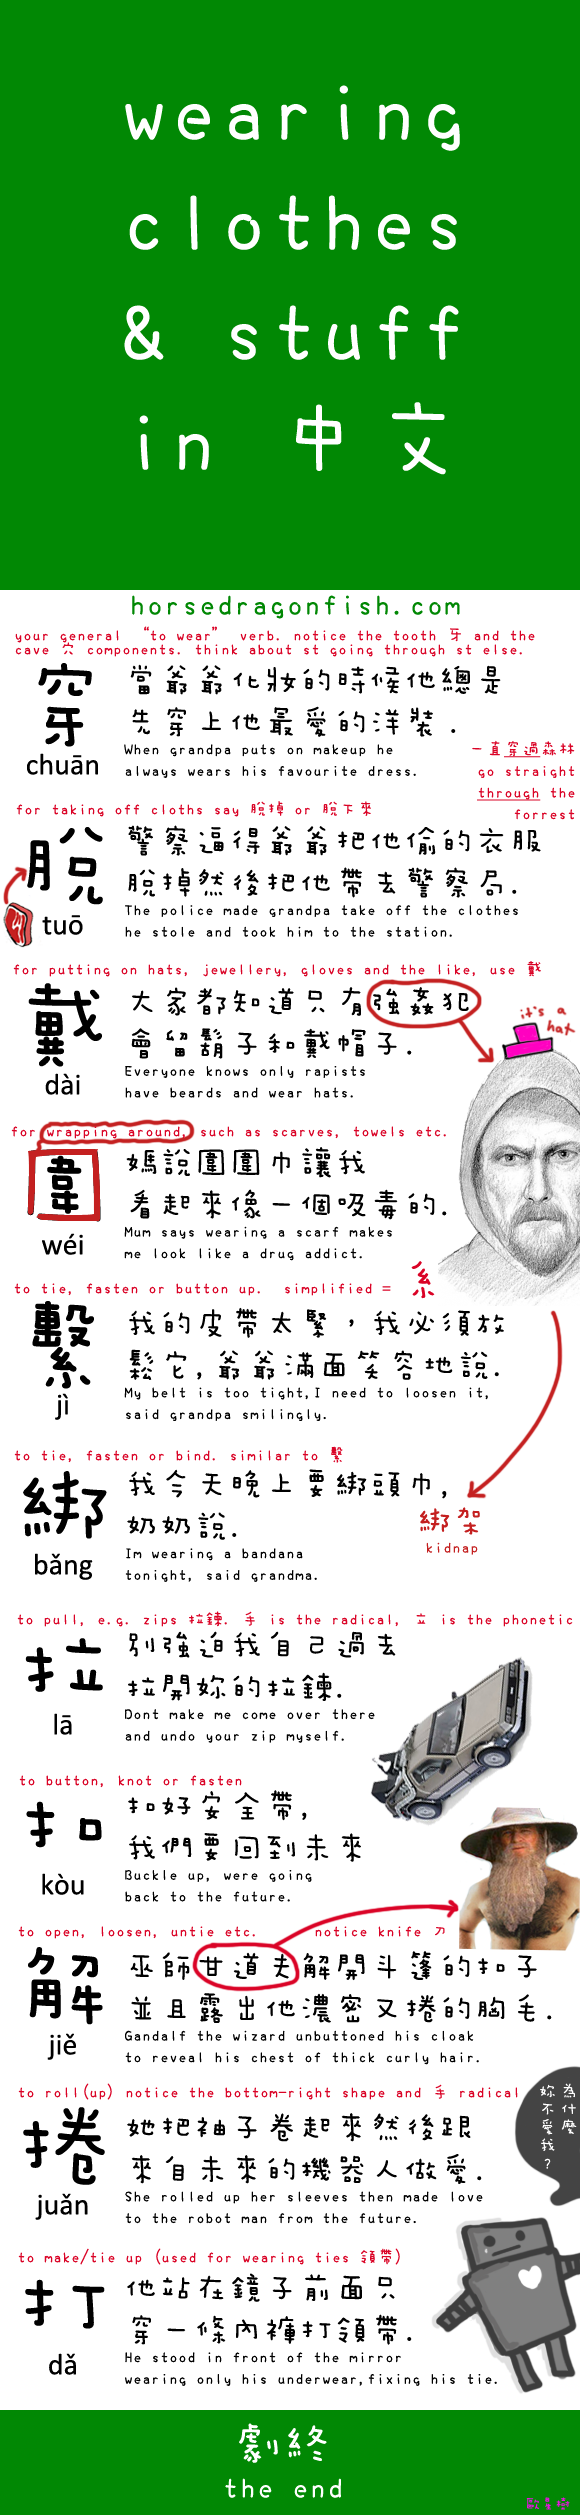 wearing
clothes
& stuff
in 中文
horsedragonfish.com
your general “to wear” verb. notice the tooth 牙 and the
cave 穴 components. think about st going through st else.
穿
chuān
當爺爺化妝的時候他總是
先穿上他最愛的洋裝.
When grandpa puts on makeup he
always wears his favourite dress.
一直穿過森林
go straight
through the
forrest
for taking off cloths say 脫掉 or 脫下來
脫
tuō
警察逼得爺爺把他偷的衣服
脫掉然後把他帶去警察局.
The police made grandpa take off the clothes
he stole and took him to the station.
for putting on hats, jewellery, gloves and the like, use 戴
戴
dài
大家都知道只有強姦犯
會留鬍子和戴帽子.
Everyone knows only rapists
have beards and wear hats.
it's a
hat
for wrapping around, such as scarves, towels etc.
圍
wéi
媽說圍圍巾讓我
看起來像一個吸毒的.
Mum says wearing a scarf makes
me look like a drug addict.
to tie, fasten or button up. simplified = 系
繫
jì
我的皮帶太緊，我必須放
鬆它,爺爺滿面笑容地說.
My belt is too tight,I need to loosen it,
said grandpa smilingly.
to tie, fasten or bind. similar to 繫
綁
bǎng
我今天晚上要綁頭巾,
奶奶說.
Im wearing a bandana
tonight, said grandma.
綁架
kidnap
to pull, e.g. zips 拉鍊. 手 is the radical, 立 is the phonetic
拉
lā
別強迫我自己過去
拉開妳的拉鍊.
Dont make me come over there
and undo your zip myself.
to button, knot or fasten
扣
kòu
扣好安全帶,
我們要回到未來
Buckle up, were going
back to the future.
to open, loosen, untie etc. notice knife 刀
解
jiě
巫師甘道夫解開斗篷的扣子
並且露出他濃密又捲的胸毛.
Gandalf the wizard unbuttoned his cloak
to reveal his chest of thick curly hair.
to roll(up) notice the bottom-right shape and 手 radical
捲
juǎn
她把袖子卷起來然後跟
來自未來的機器人做愛.
She rolled up her sleeves then made love
to the robot man from the future.
為什麼
妳不愛我?
to make/tie up (used for wearing ties 領帶)
打
dǎ
他站在鏡子前面只
穿一條內褲打領帶.
He stood in front of the mirror
wearing only his underwear,fixing his tie.
劇終
the end